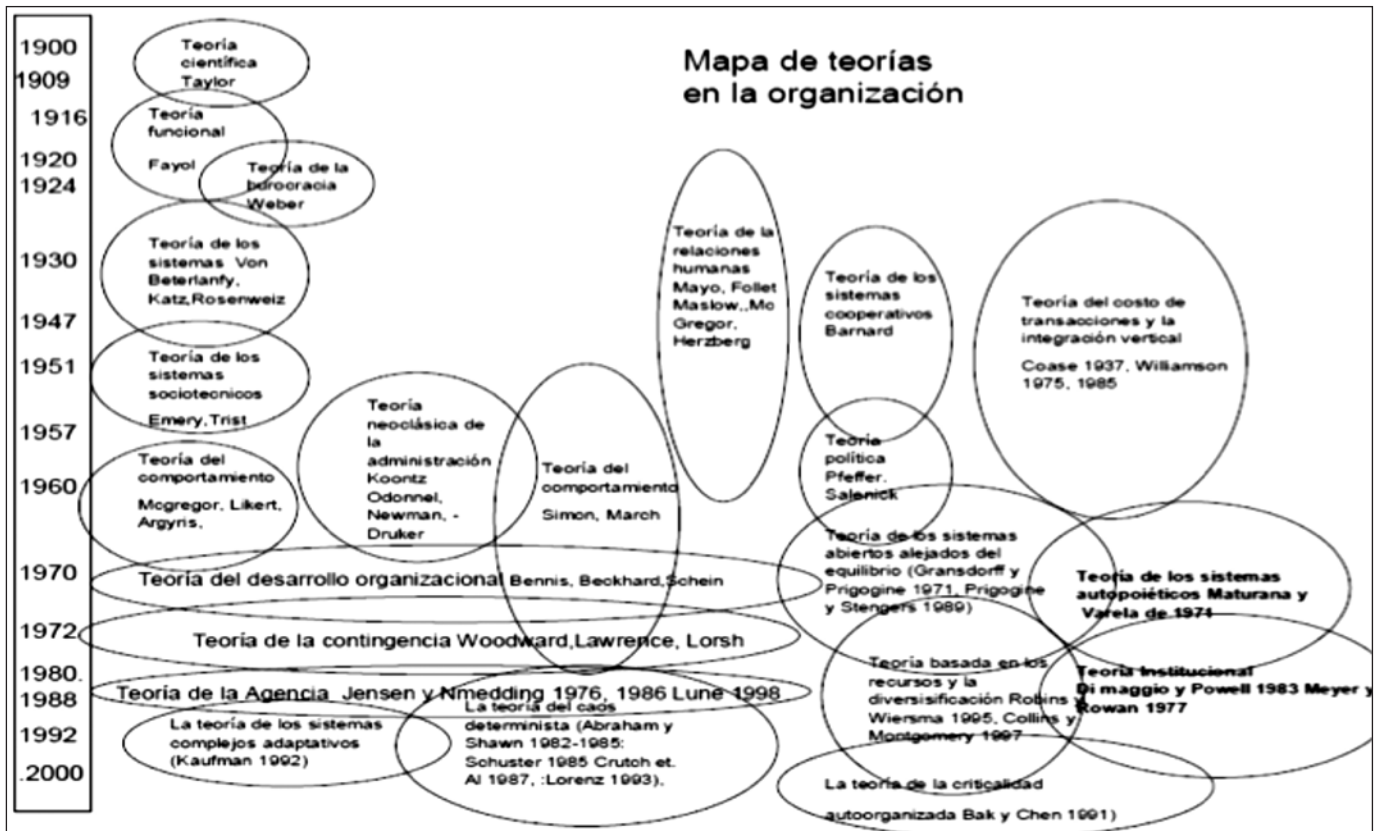 Mapa de teorías
en la organización
1900
1909
1916
1920
1924
1930
1947
1951
1957
1960
1970
1972
1980.
1988
1992
.2000
Teoría
científica
Taylor
Teoría
funcional
Fayol
Teoría de la
burocracia
Weber
Teoría de los
sistemas Von
Beterlanfy,
Katz,Rosenweiz
Teoría de los
sistemas
sociotecnicos
Emery,Trist
Teoría del
comportamiento
Mcgregor, Likert,
Argyris,
Teoría
neoclásica de
la
administración
Koontz
Odonnel,
Newman, -
Druker
Teoría del
comportamiento
Simon, March
Teoría de la
relaciones
humanas
Mayo, Follet
Maslow,,Mc
Gregor,
Herzberg
Teoría de los
sistemas
cooperativos
Barnard
Teoría
política
Pfeffer.
Salenick
Teoría del costo de
transacciones y la
integración vertical
Coase 1937, Williamson
1975, 1985
Teoría del desarrollo organizacional Bennis, Beckhard,Schein
Teoría de la contingencia Woodward,Lawrence, Lorsh
Teoría de la Agencia Jensen y Nmedding 1976, 1986 Lune 1998
La teoría de los sistemas
complejos adaptativos
(Kaufman 1992)
La teoría del caos
determinista (Abraham y
Shawn 1982-1985:
Schuster 1985 Crutch et.
Al 1987, :Lorenz 1993),
Teoría de los sistemas
abiertos alejados del
equilibrio (Gransdorff y
Prigogine 1971, Prigogine
y Stengers 1989)
Teoría de los sistemas
autopoiéticos Maturana y
Varela de 1971
Teoría basada en los
recursos y la
diversisificación Robins y
Wiersma 1995, Collins y
Montgomery 1997
Teoría Institucional
Di maggio y Powell 1983 Meyer y
Rowan 1977
La teoría de la criticalidad
autoorganizada Bak y Chen 1991)